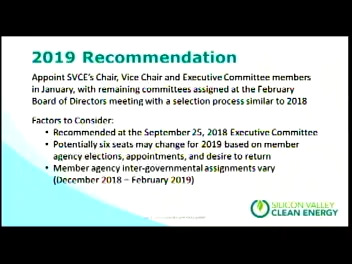 2019 Recommendation
Appoint SVCE's Chair, Vice Chair and Executive Committee members
in January, with remaining committees assigned at the February
Board of Directors meeting with a selection process similar to 2018
Factors to Consider:
• Recommended at the September 25, 2018 Executive Committee
• Potentially six seats may change for 2019 based on member
agency elections, appointments, and desire to return
• Member agency inter-governmental assignments vary
(December 2018 – February 2019)
SILICON VALLEY
CLEAN ENERGY